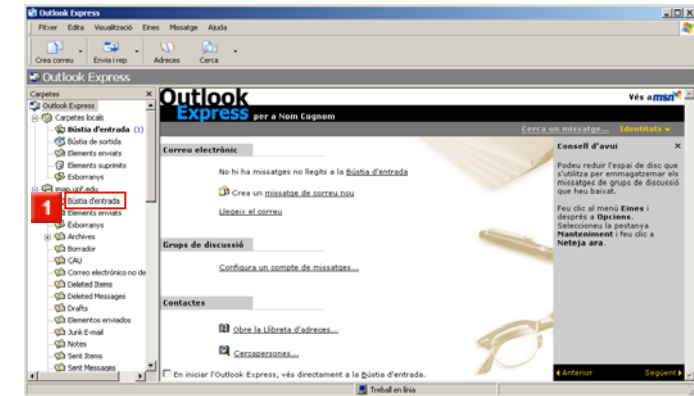 Outlook Express
Fitxer Edita Visualització Eines Missatge Ajuda
Crea correu Envia i rep Adreces Cerca
Outlook Express
Carpetes
Outlook Express
Carpetes locals
Bústia d'entrada (1)
Bústia de sortida
Elements enviats
Elements suprimits
Esborranys
imap.upf.edu
1
Bústia d'entrada
Elements enviats
Esborranys
Archives
Borrador
CAU
Correo electrónico no de
Deleted Items
Deleted Messages
Drafts
Elementos enviados
Junk E-mail
Notes
Sent Items
Sent Messages
Outlook
Express per a Nom Cognom
Vés a msn
Cerca un missatge... Identitats
Correu electrònic
No hi ha missatges no llegits a la Bústia d'entrada
Crea un missatge de correu nou
Llegeix el correu
Grups de discussió
Configura un compte de missatges...
Contactes
Obre la Llibreta d'adreces...
Cercapersones...
En iniciar l'Outlook Express, vés directament a la Bústia d'entrada.
Consell d'avui
Podeu reduir l'espai de disc que
s'utilitza per emmagatzemar els
missatges de grups de discussió
que heu baixat.
Feu clic al menú Eines i
després a Opcions.
Seleccioneu la pestanya
Manteniment i feu clic a
Neteja ara.
Anterior Següent
Treball en línia